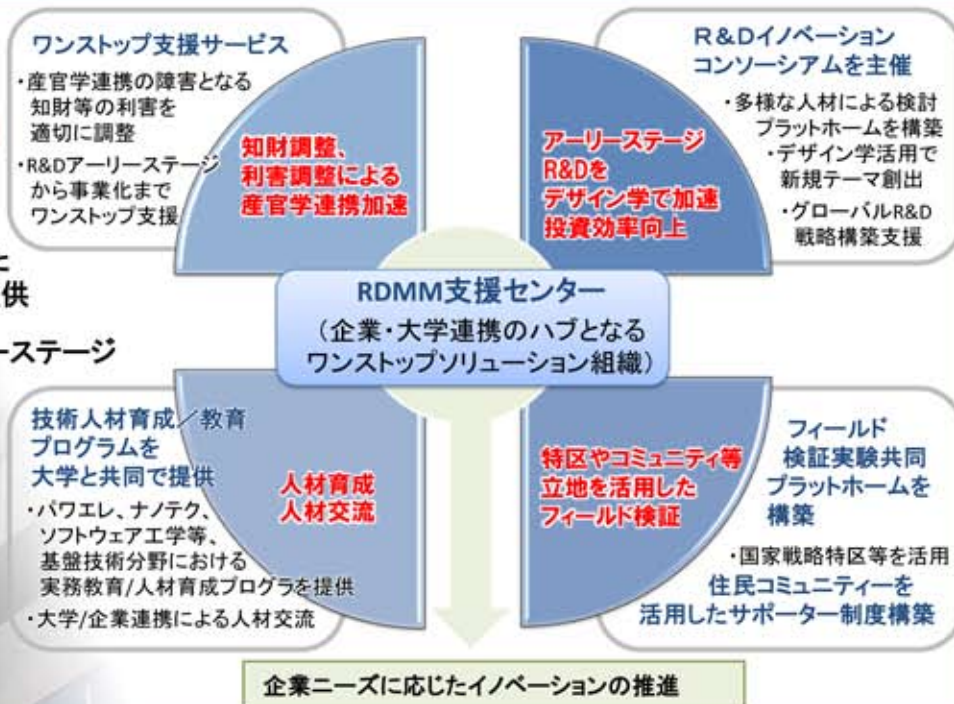 ワンストップ支援サービス
・産官学連携の障害となる
知財等の利害を
適切に調整
・R&Dアーリーステージ
から事業化まで
ワンストップ支援
知財調整、
利害調整による
産官学連携加速
アーリーステージ
R&Dを
デザイン学で加速
投資効率向上
R&Dイノベーション
コンソーシアムを主催
・多様な人材による検討
プラットホームを構築
・デザイン学活用で
新規テーマ創出
・グローバルR&D
戦略構築支援
供
ーステージ
RDMM支援センター
(企業・大学連携のハブとなる
ワンストップソリューション組織)
技術人材育成／教育
プログラムを
大学と共同で提供
・パワエレ、ナノテク、
ソフトウェア工学等、
基盤技術分野における
実務教育/人材育成プログラを提供
・大学/企業連携による人材交流
人材育成
人材交流
特区やコミュニティ等
立地を活用した
フィールド検証
フィールド
検証実験共同
プラットホームを
構築
・国家戦略特区等を活用
住民コミュニティーを
活用したサポーター制度構築
企業ニーズに応じたイノベーションの推進